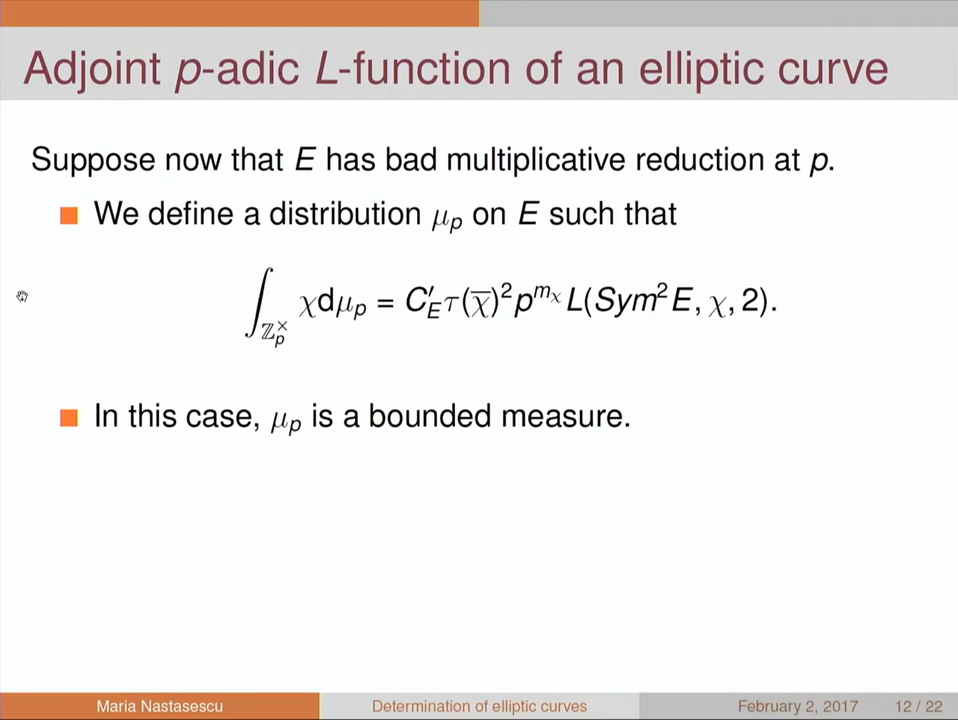 Adjoint p-adic L-function of an elliptic curve
Suppose now that E has bad multiplicative reduction at p.
We define a distribution μ_p on E such that
∫_{ℤ_p^×} χdμ_p = C′_E τ(χ̅)²p^{m_χ} L(Sym²E, χ, 2).
In this case, μ_p is a bounded measure.
Maria Nastasescu Determination of elliptic curves February 2, 2017 12 / 22